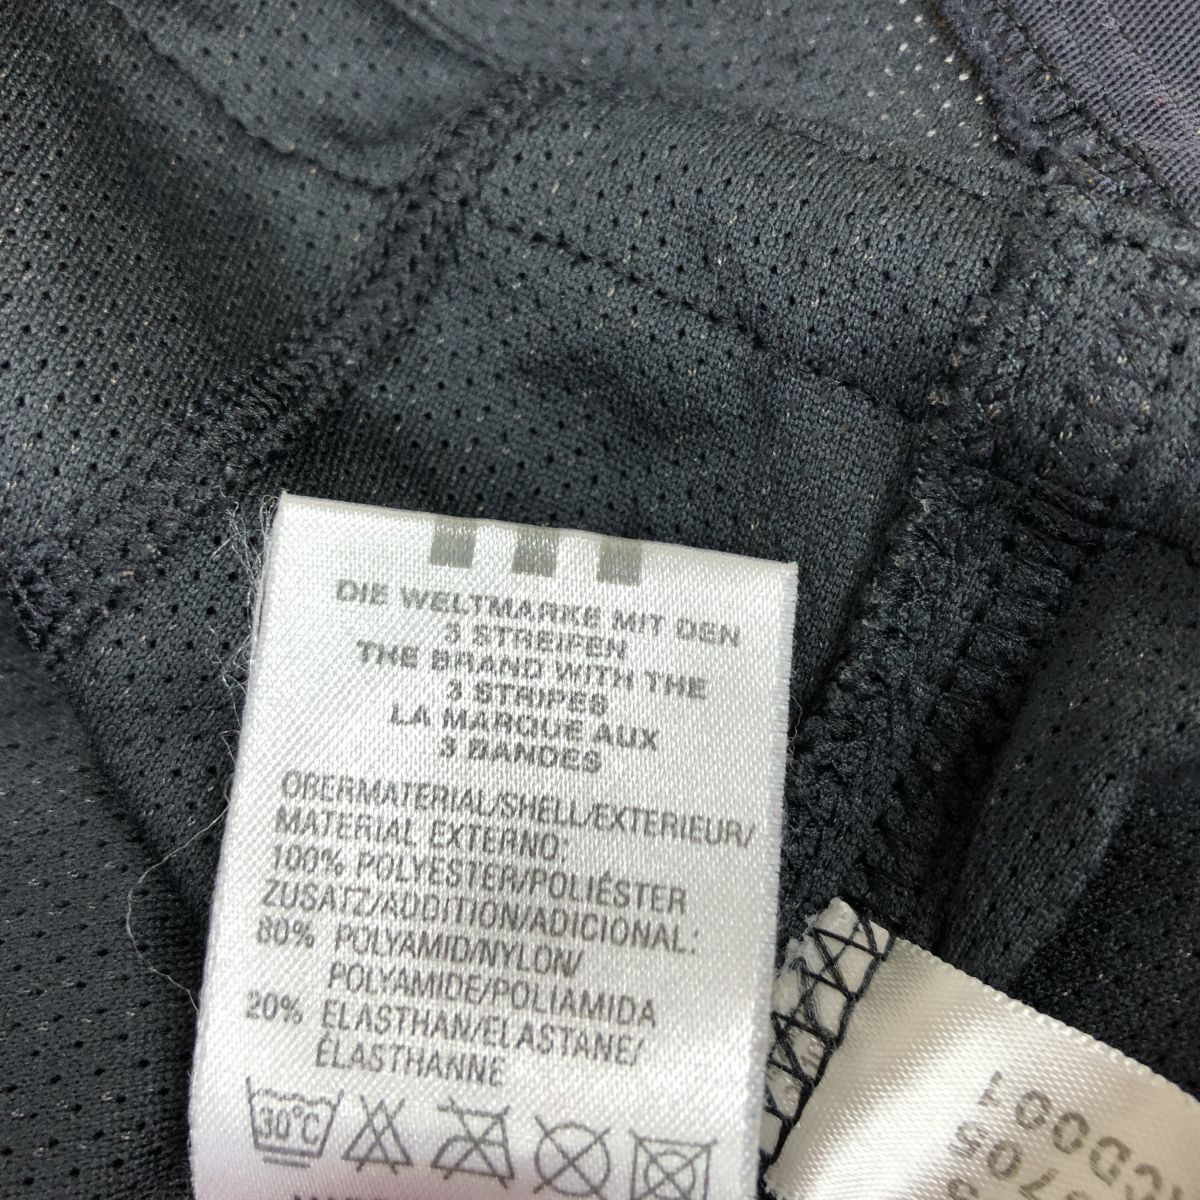 DIE WELTMARKE MIT DEN
3 STREIFEN
THE BRAND WITH THE
3 STRIPES
LA MARQUE AUX
3 BANDES
OBERMATERIAL/SHELL/EXTERIEUR/
MATERIAL EXTERNO:
100% POLYESTER/POLIÉSTER
ZUSATZ/ADDITION/ADICIONAL:
80% POLYAMID/NYLON/
POLYAMIDE/POLIAMIDA
20% ELASTHAN/ELASTANE/
ÉLASTHANNE
30°C